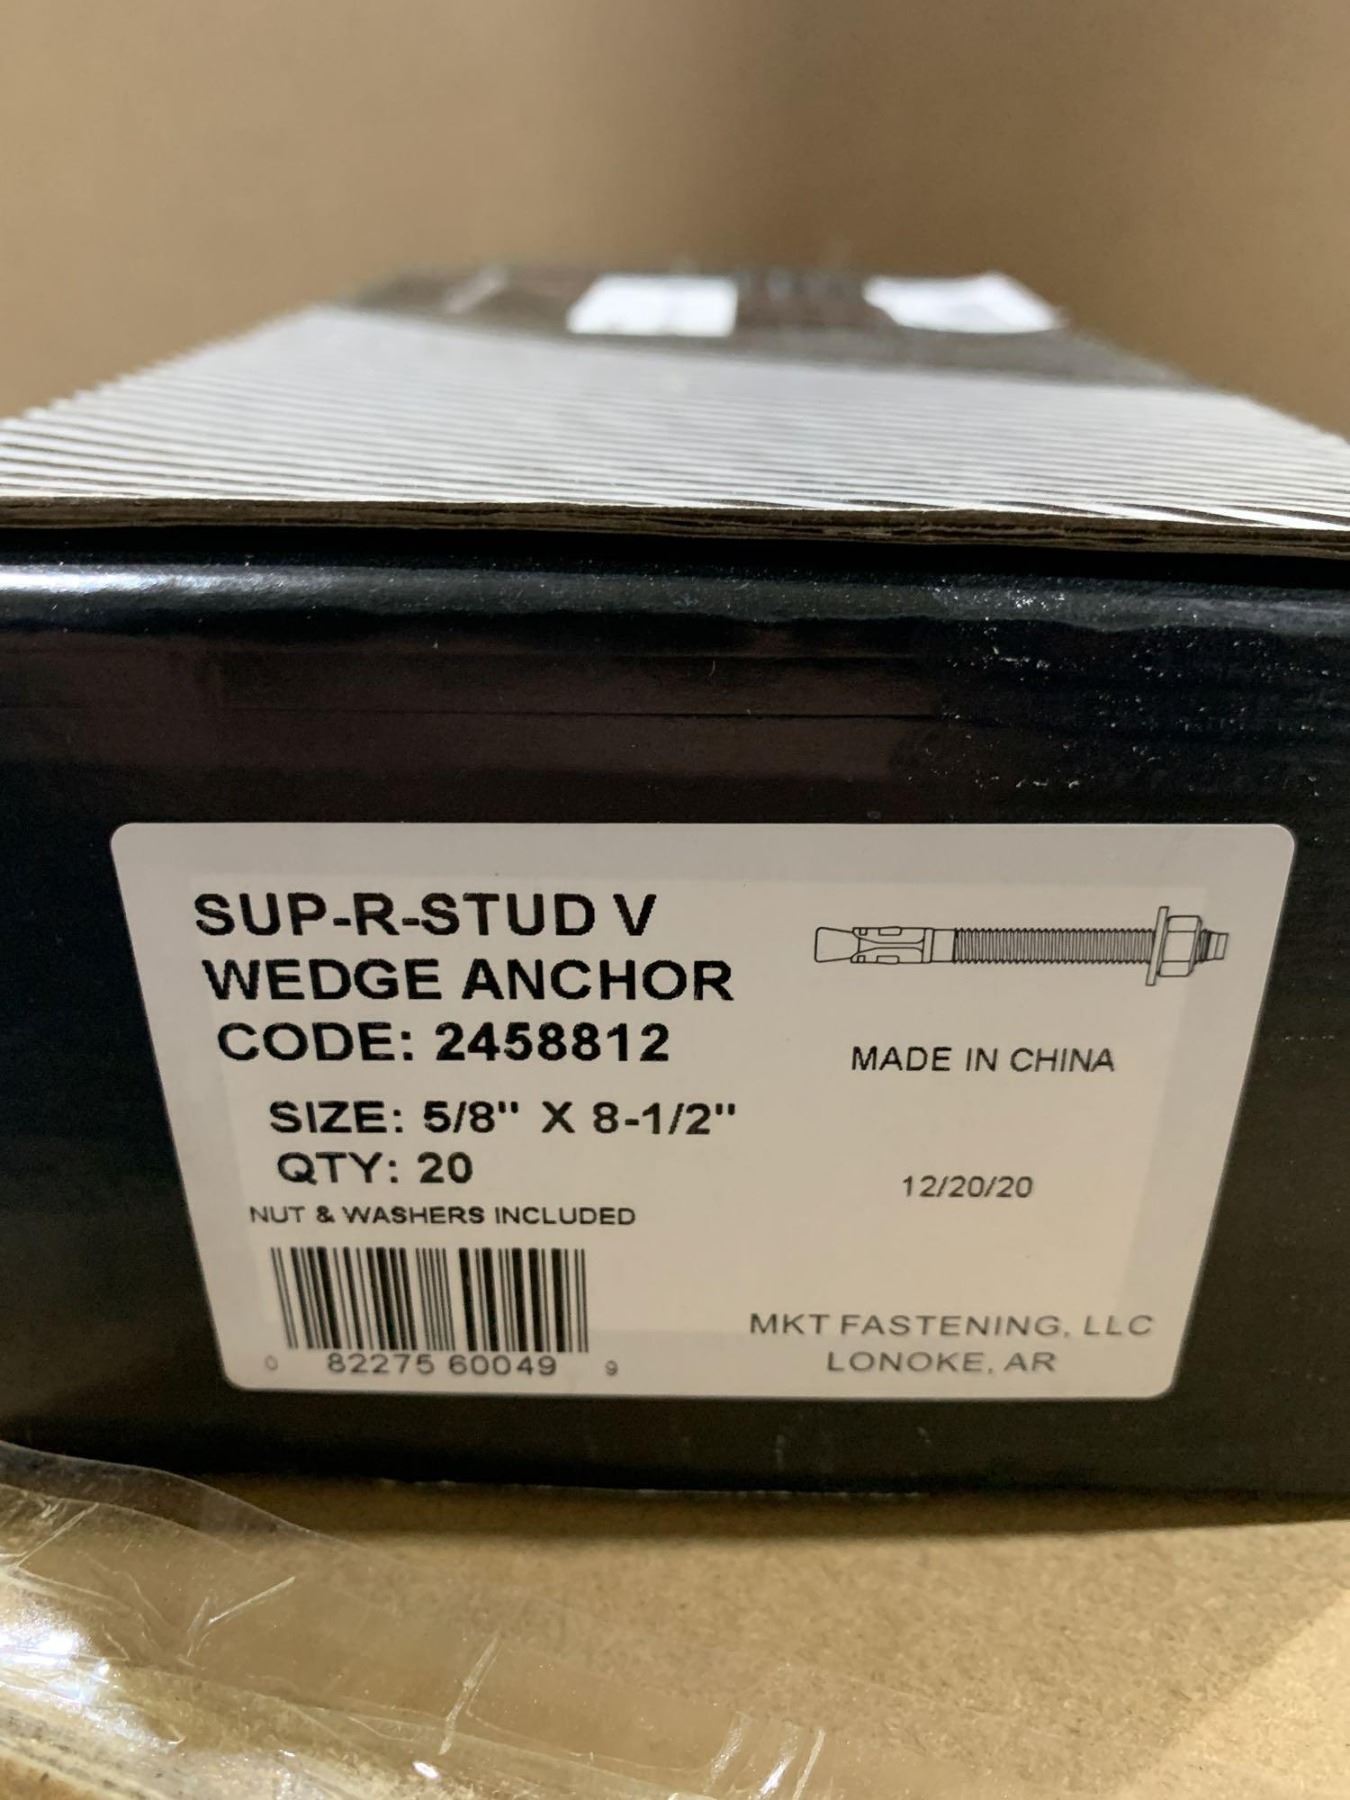 SUP-R-STUD V
WEDGE ANCHOR
CODE: 2458812
MADE IN CHINA
SIZE: 5/8" X 8-1/2"
QTY: 20
12/20/20
NUT & WASHERS INCLUDED
0 82275 60049 9
MKT FASTENING, LLC
LONOKE, AR